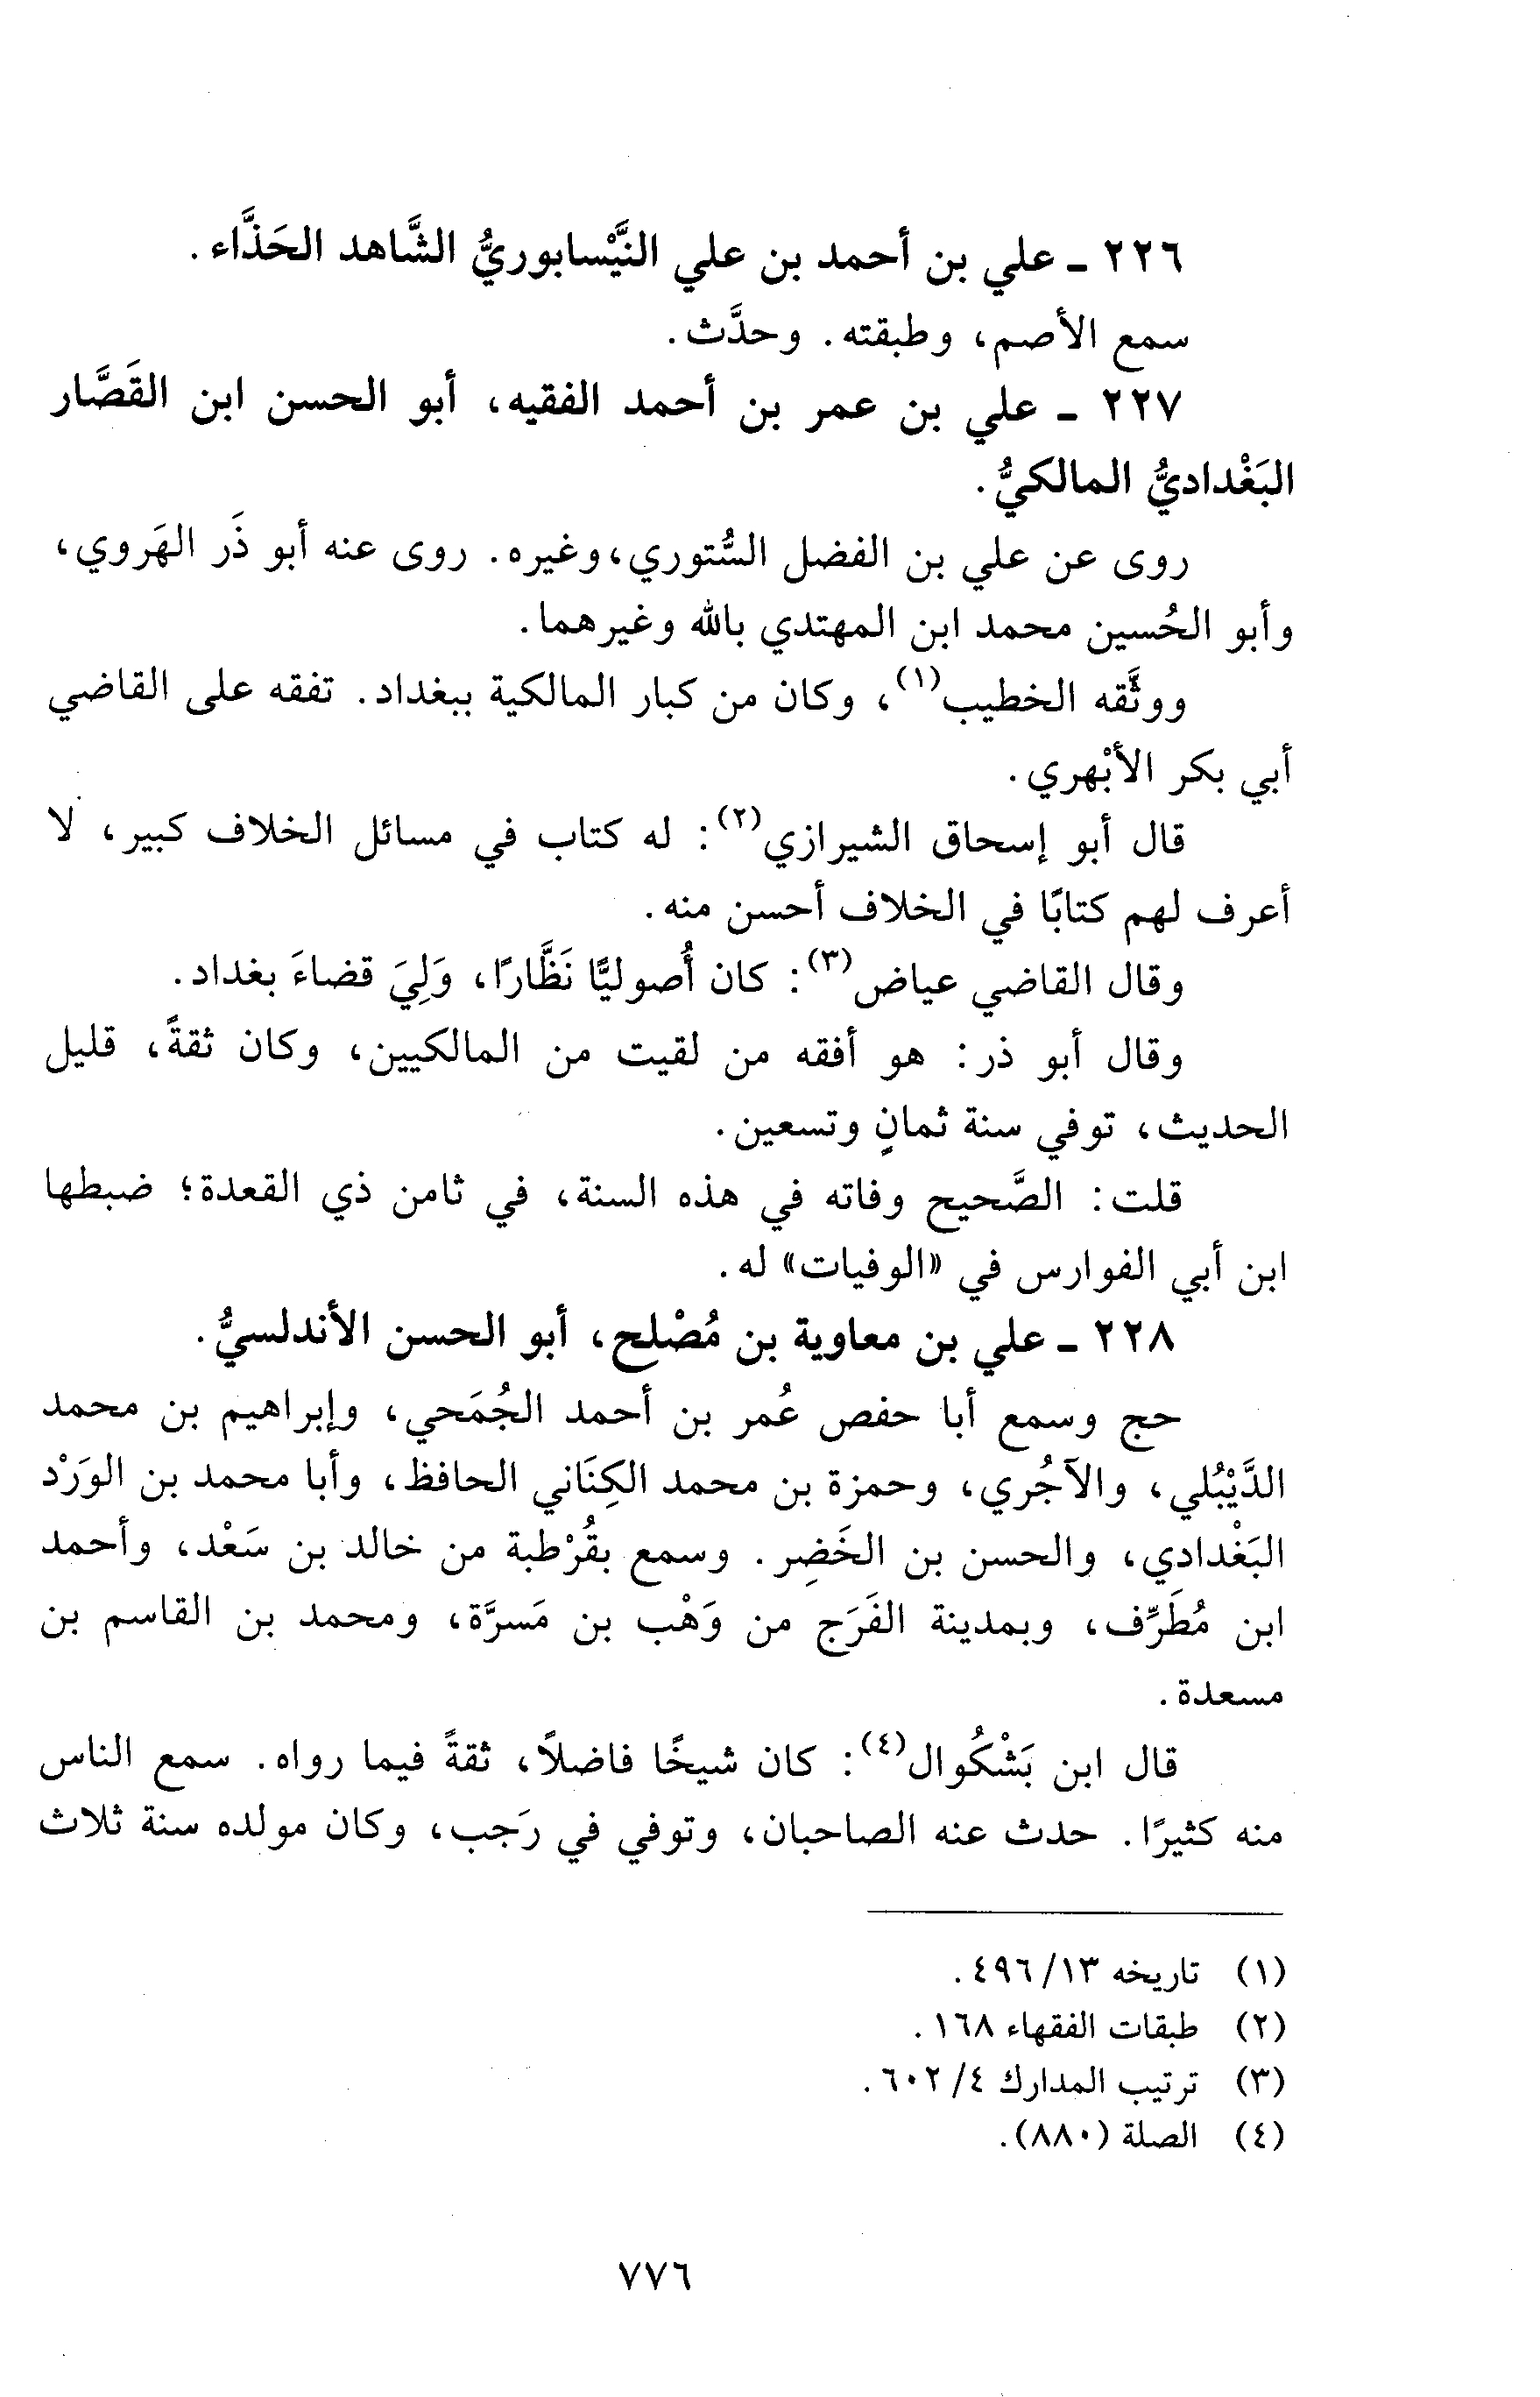 ٢٢٦ ـ علي بن أحمد بن علي النَّيْسابوريُّ الشَّاهد الحَذَّاء.
سمع الأصم، وطبقته. وحدَّث.
٢٢٧ ـ علي بن عمر بن أحمد الفقيه، أبو الحسن ابن القَصَّار
البَغْداديُّ المالكيُّ.
روى عن علي بن الفضل السُّتوري، وغيره. روى عنه أبو ذَر الهَروي،
وأبو الحُسين محمد ابن المهتدي بالله وغيرهما.
ووثَّقه الخطيب(١)، وكان من كبار المالكية ببغداد. تفقه على القاضي
أبي بكر الأبْهري.
قال أبو إسحاق الشيرازي(٢): له كتاب في مسائل الخلاف كبير، لا
أعرف لهم كتابًا في الخلاف أحسن منه.
وقال القاضي عياض(٣): كان أُصوليًّا نَظَّارًا، وَلِيَ قضاءَ بغداد.
وقال أبو ذر: هو أفقه من لقيت من المالكيين، وكان ثقةً، قليل
الحديث، توفي سنة ثمانٍ وتسعين.
قلت: الصَّحيح وفاته في هذه السنة، في ثامن ذي القعدة؛ ضبطها
ابن أبي الفوارس في «الوفيات» له.
٢٢٨ ـ علي بن معاوية بن مُصْلح، أبو الحسن الأندلسيُّ.
حج وسمع أبا حفص عُمر بن أحمد الجُمَحي، وإبراهيم بن محمد
الدَّيْبُلي، والآجُري، وحمزة بن محمد الكِنَاني الحافظ، وأبا محمد بن الوَرْد
البَغْدادي، والحسن بن الخَضِر. وسمع بقُرْطبة من خالد بن سَعْد، وأحمد
ابن مُطَرِّف، وبمدينة الفَرَج من وَهْب بن مَسرَّة، ومحمد بن القاسم بن
مسعدة.
قال ابن بَشْكُوال(٤): كان شيخًا فاضلاً، ثقةً فيما رواه. سمع الناس
منه كثيرًا. حدث عنه الصاحبان، وتوفي في رَجب، وكان مولده سنة ثلاث
(١) تاريخه ١٣/ ٤٩٦.
(٢) طبقات الفقهاء ١٦٨.
(٣) ترتيب المدارك ٤/ ٦٠٢.
(٤) الصلة (٨٨٠).
٧٧٦